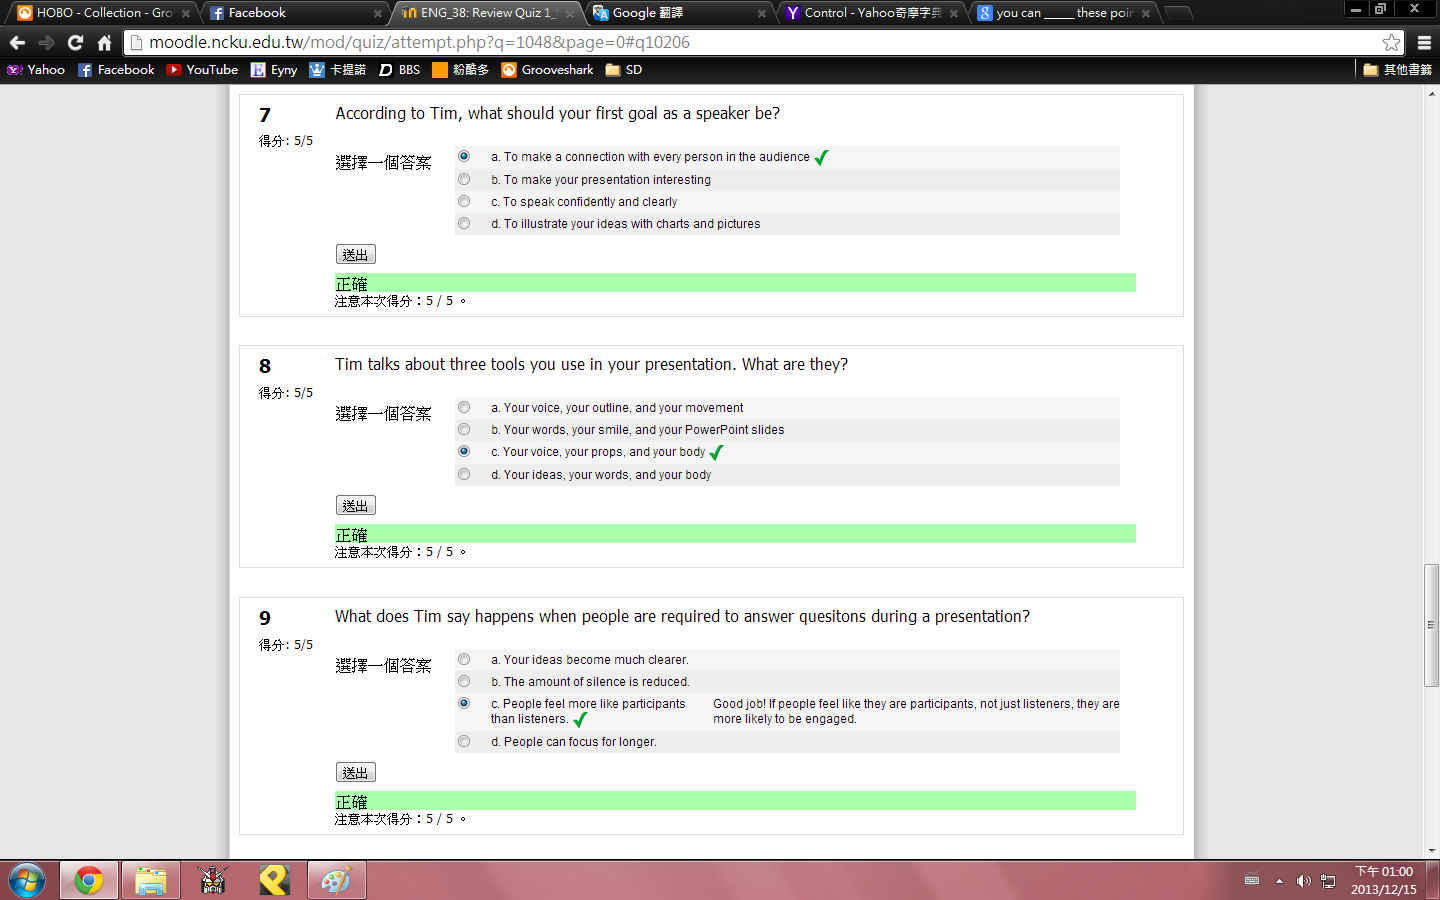 HOBO - Collection - Gro
Facebook
ENG_38: Review Quiz 1_
Google 翻譯
Control - Yahoo奇摩字典
you can _____ these poir
moodle.ncku.edu.tw/mod/quiz/attempt.php?q=1048&page=0#q10206
Yahoo
Facebook
YouTube
Eyny
卡提諾
BBS
粉酷多
Grooveshark
SD
其他書籤
7
According to Tim, what should your first goal as a speaker be?
得分: 5/5
選擇一個答案
a. To make a connection with every person in the audience
b. To make your presentation interesting
c. To speak confidently and clearly
d. To illustrate your ideas with charts and pictures
送出
正確
注意本次得分：5 / 5 。
8
Tim talks about three tools you use in your presentation. What are they?
得分: 5/5
選擇一個答案
a. Your voice, your outline, and your movement
b. Your words, your smile, and your PowerPoint slides
c. Your voice, your props, and your body
d. Your ideas, your words, and your body
送出
正確
注意本次得分：5 / 5 。
9
What does Tim say happens when people are required to answer quesitons during a presentation?
得分: 5/5
選擇一個答案
a. Your ideas become much clearer.
b. The amount of silence is reduced.
c. People feel more like participants
than listeners.
Good job! If people feel like they are participants, not just listeners, they are
more likely to be engaged.
d. People can focus for longer.
送出
正確
注意本次得分：5 / 5 。
下午 01:00
2013/12/15